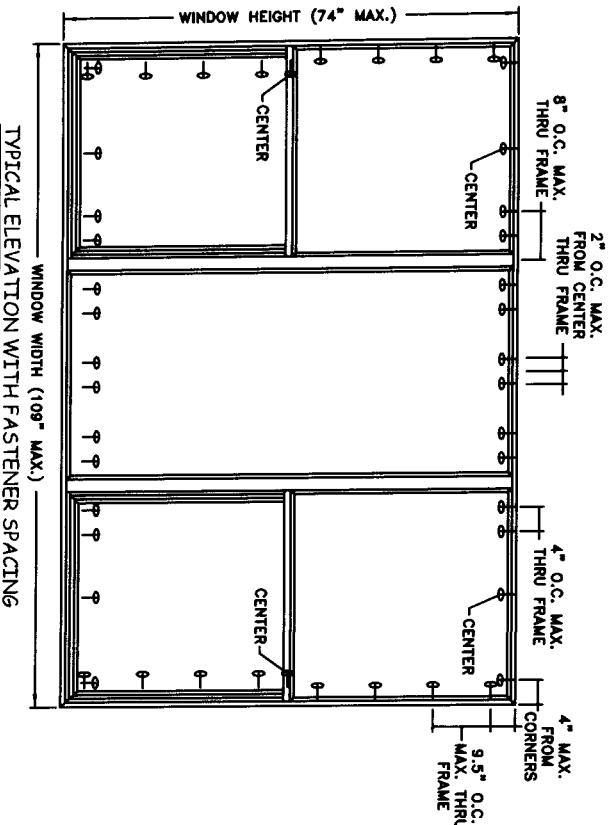 WINDOW HEIGHT (74" MAX.)
8" O.C. MAX.
THRU FRAME
2" O.C. MAX.
FROM CENTER
THRU FRAME
4" O.C. MAX.
THRU FRAME
4" MAX.
FROM
CORNERS
9.5" O.C.
MAX. THRU
FRAME
CENTER
CENTER
CENTER
CENTER
WINDOW WIDTH (109" MAX.)
TYPICAL ELEVATION WITH FASTENER SPACING